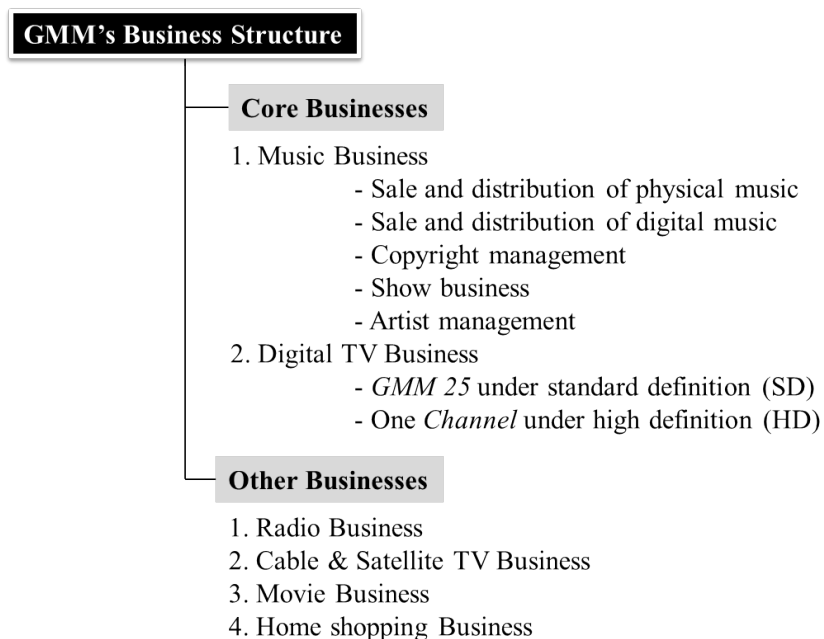 GMM's Business Structure
Core Businesses
1. Music Business
- Sale and distribution of physical music
- Sale and distribution of digital music
- Copyright management
- Show business
- Artist management
2. Digital TV Business
- GMM 25 under standard definition (SD)
- One Channel under high definition (HD)
Other Businesses
1. Radio Business
2. Cable & Satellite TV Business
3. Movie Business
4. Home shopping Business